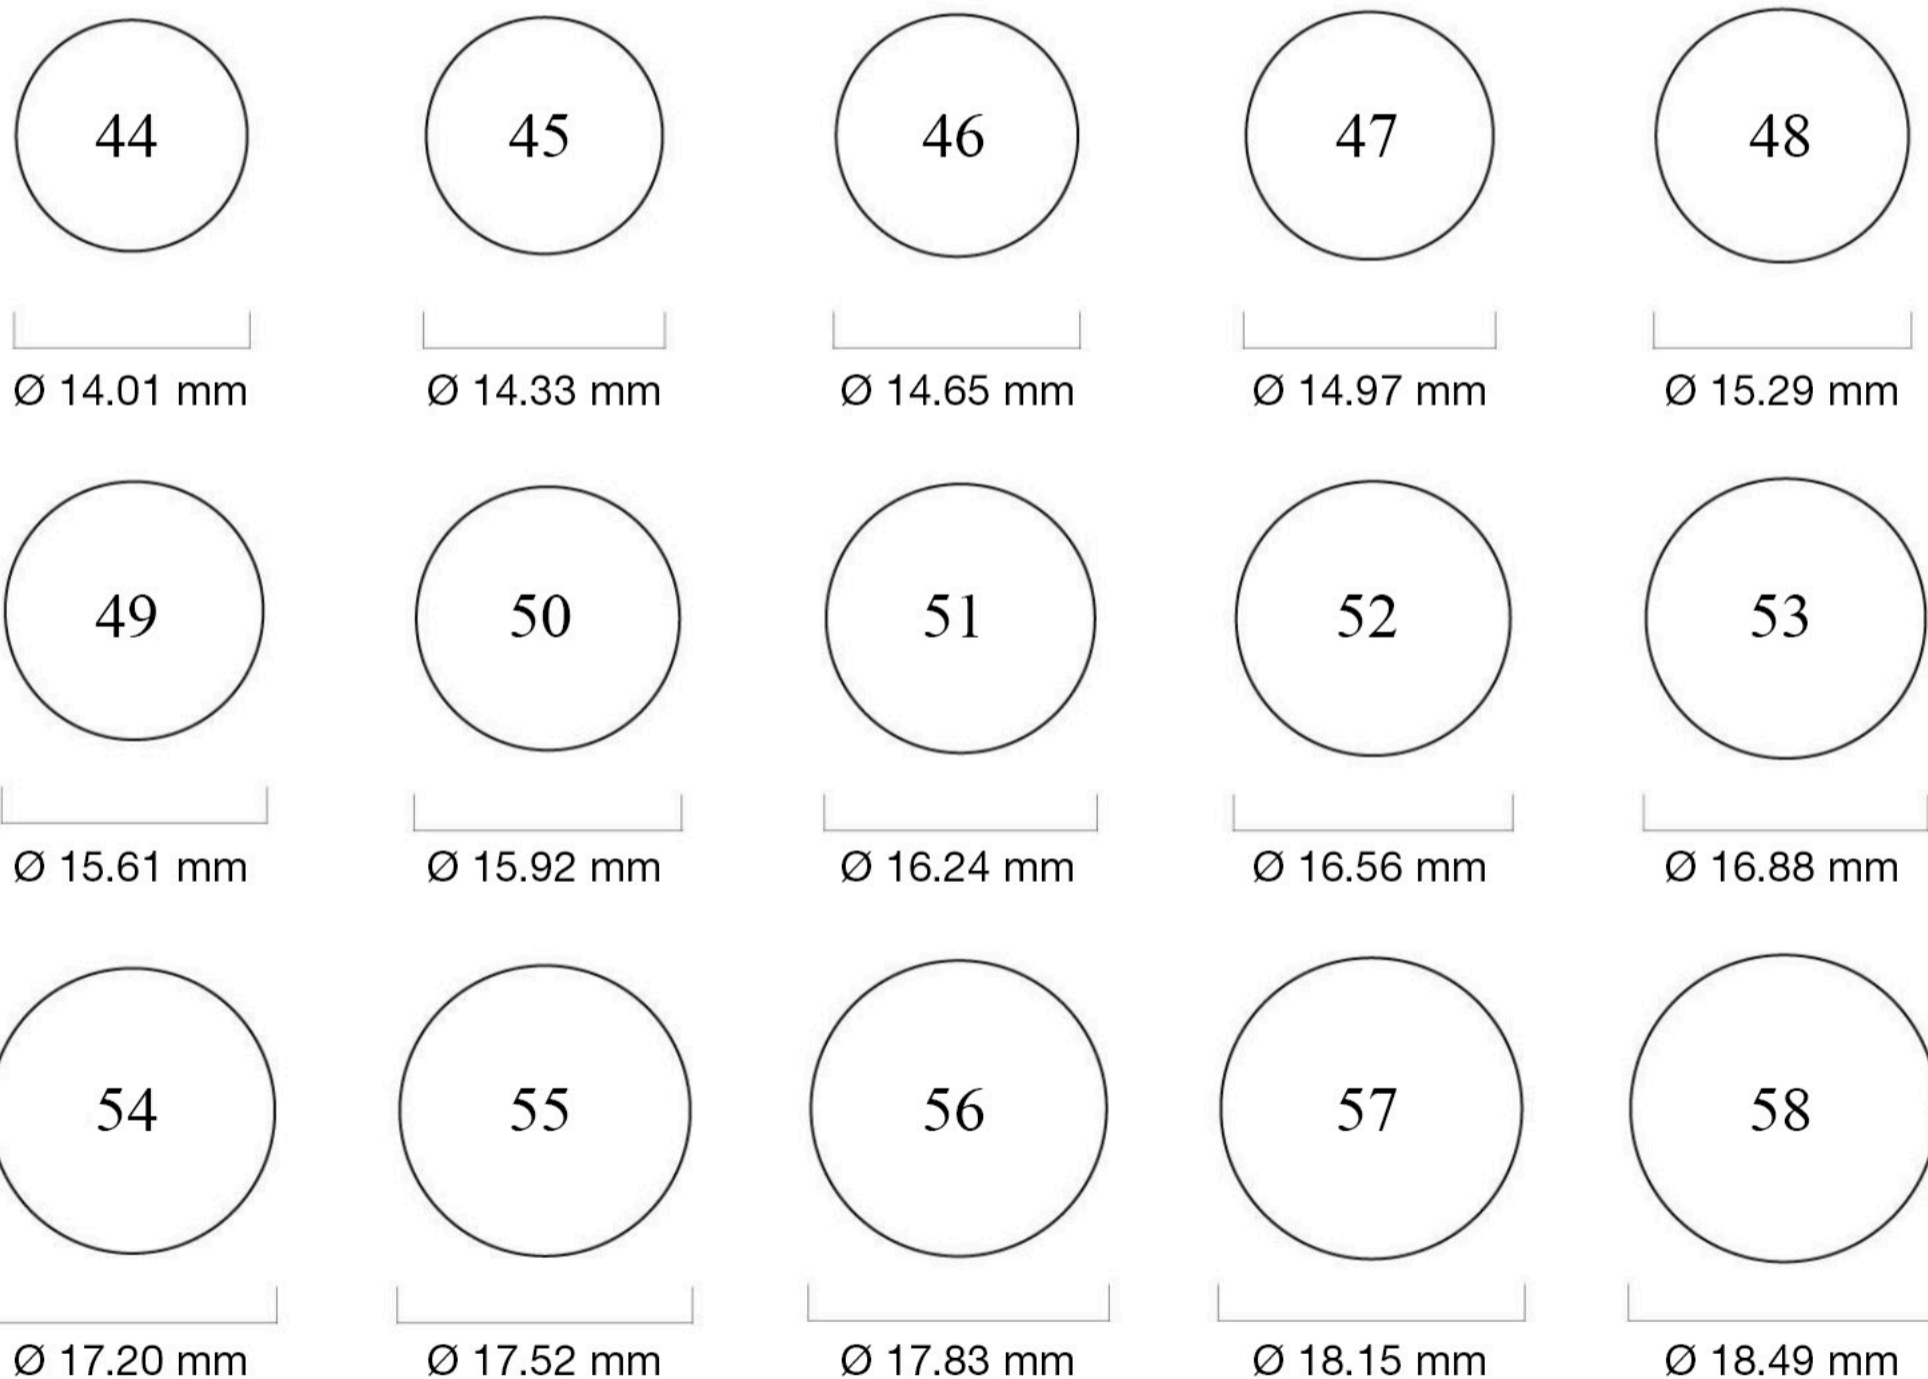 44 45 46 47 48
Ø 14.01 mm Ø 14.33 mm Ø 14.65 mm Ø 14.97 mm Ø 15.29 mm
49 50 51 52 53
Ø 15.61 mm Ø 15.92 mm Ø 16.24 mm Ø 16.56 mm Ø 16.88 mm
54 55 56 57 58
Ø 17.20 mm Ø 17.52 mm Ø 17.83 mm Ø 18.15 mm Ø 18.49 mm